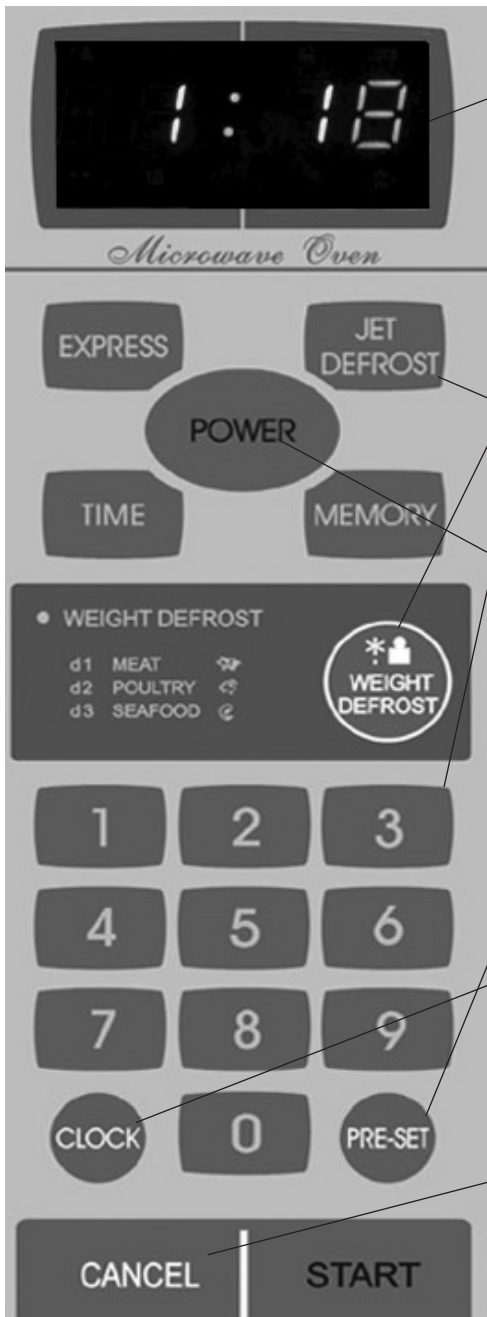 1:18
Microwave Oven
EXPRESS
JET
DEFROST
POWER
TIME
MEMORY
WEIGHT DEFROST
d1 MEAT
d2 POULTRY
d3 SEAFOOD
WEIGHT
DEFROST
1 2 3
4 5 6
7 8 9
CLOCK 0 PRE-SET
CANCEL START